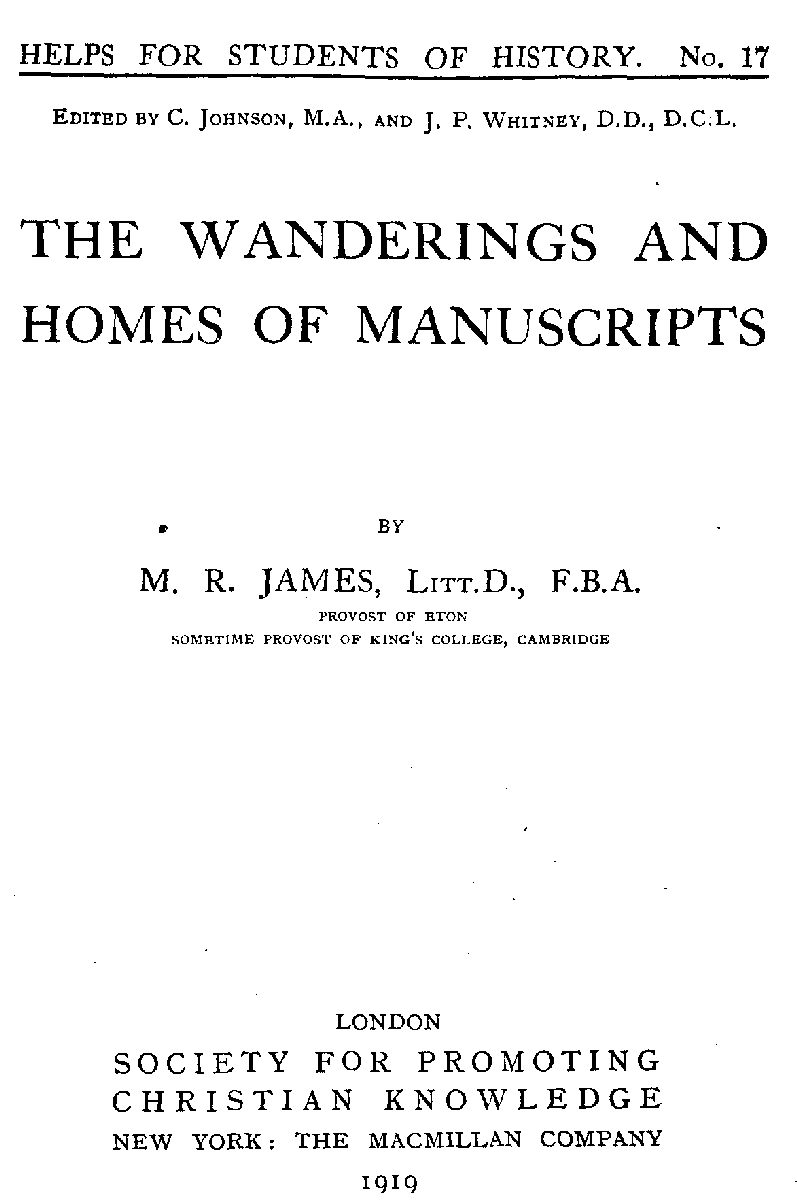 HELPS FOR STUDENTS OF HISTORY. No. 17
EDITED BY C. JOHNSON, M.A., AND J. P. WHITNEY, D.D., D.C.L.
THE WANDERINGS AND
HOMES OF MANUSCRIPTS
BY
M. R. JAMES, LITT.D., F.B.A.
PROVOST OF ETON
SOMETIME PROVOST OF KING'S COLLEGE, CAMBRIDGE
LONDON
SOCIETY FOR PROMOTING
CHRISTIAN KNOWLEDGE
NEW YORK: THE MACMILLAN COMPANY
1919